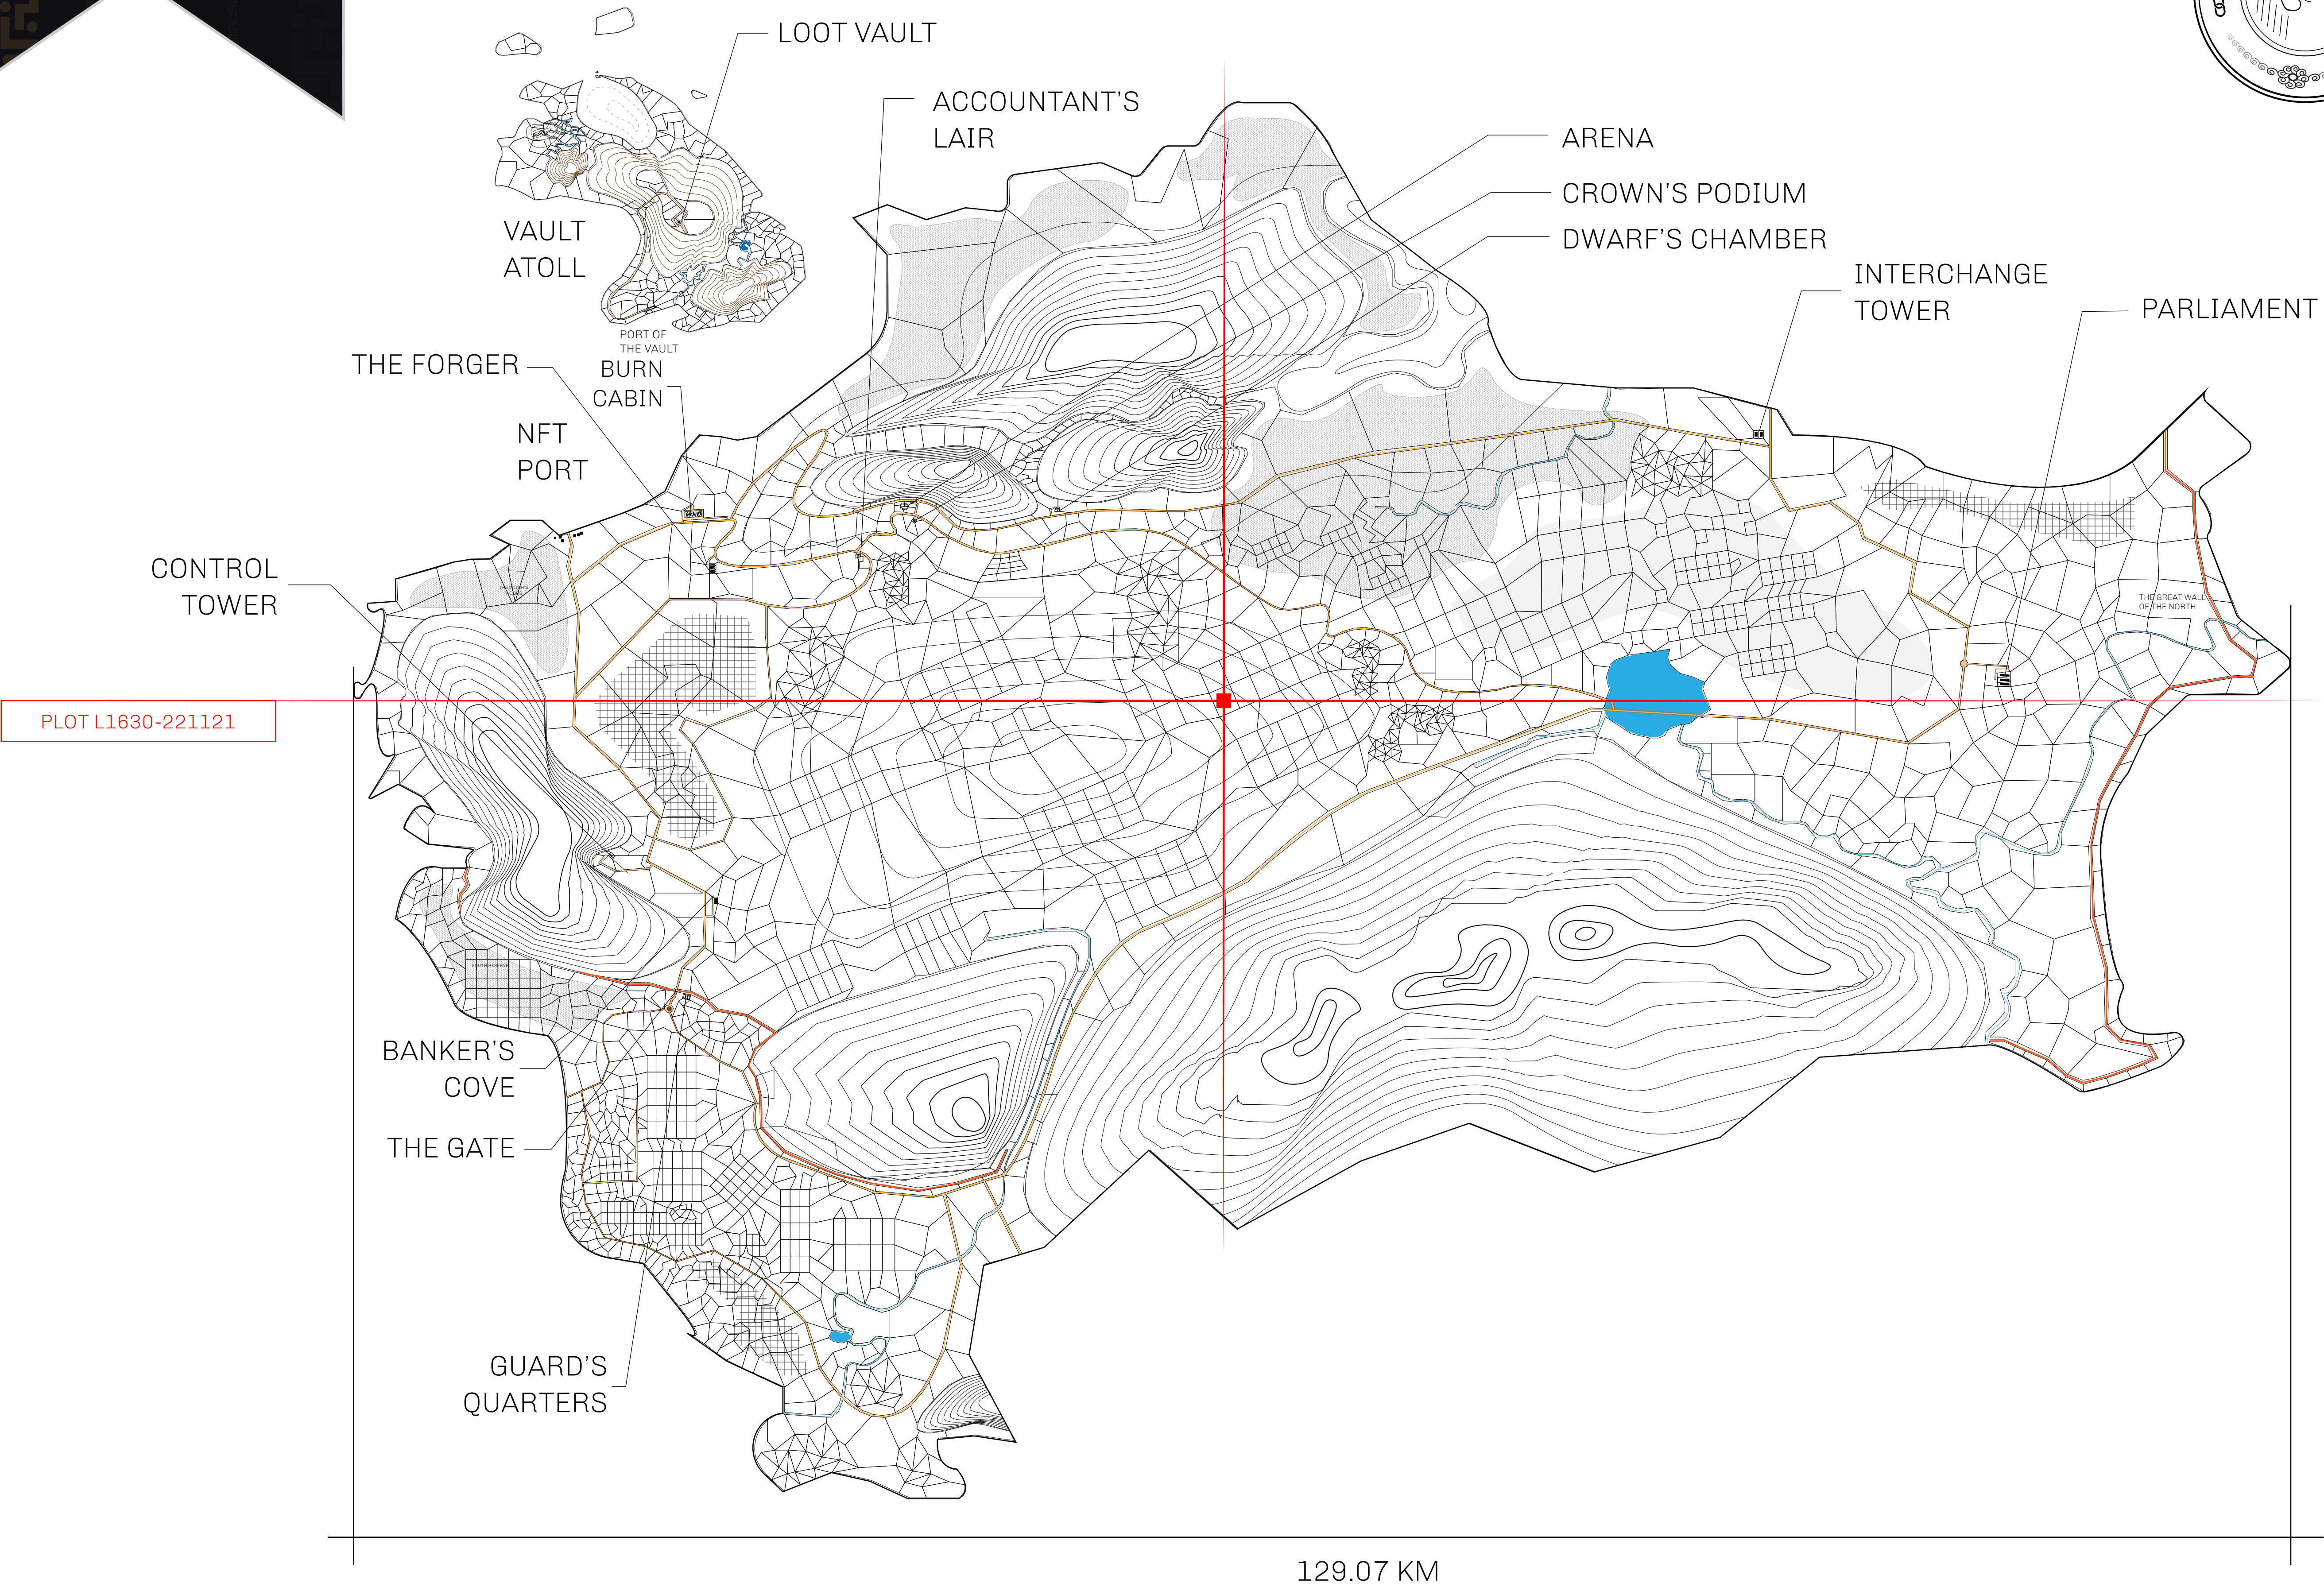 LOOT VAULT
ACCOUNTANT'S
LAIR
ARENA
CROWN'S PODIUM
DWARF'S CHAMBER
VAULT
ATOLL
INTERCHANGE
TOWER
PARLIAMENT
PORT OF
THE VAULT
THE FORGER
BURN
CABIN
NFT
PORT
CONTROL
TOWER
THE GREAT WALL
OF THE NORTH
PLOT L1630-221121
SOUTH RESERVE
BANKER'S
COVE
THE GATE
GUARD'S
QUARTERS
129.07 KM